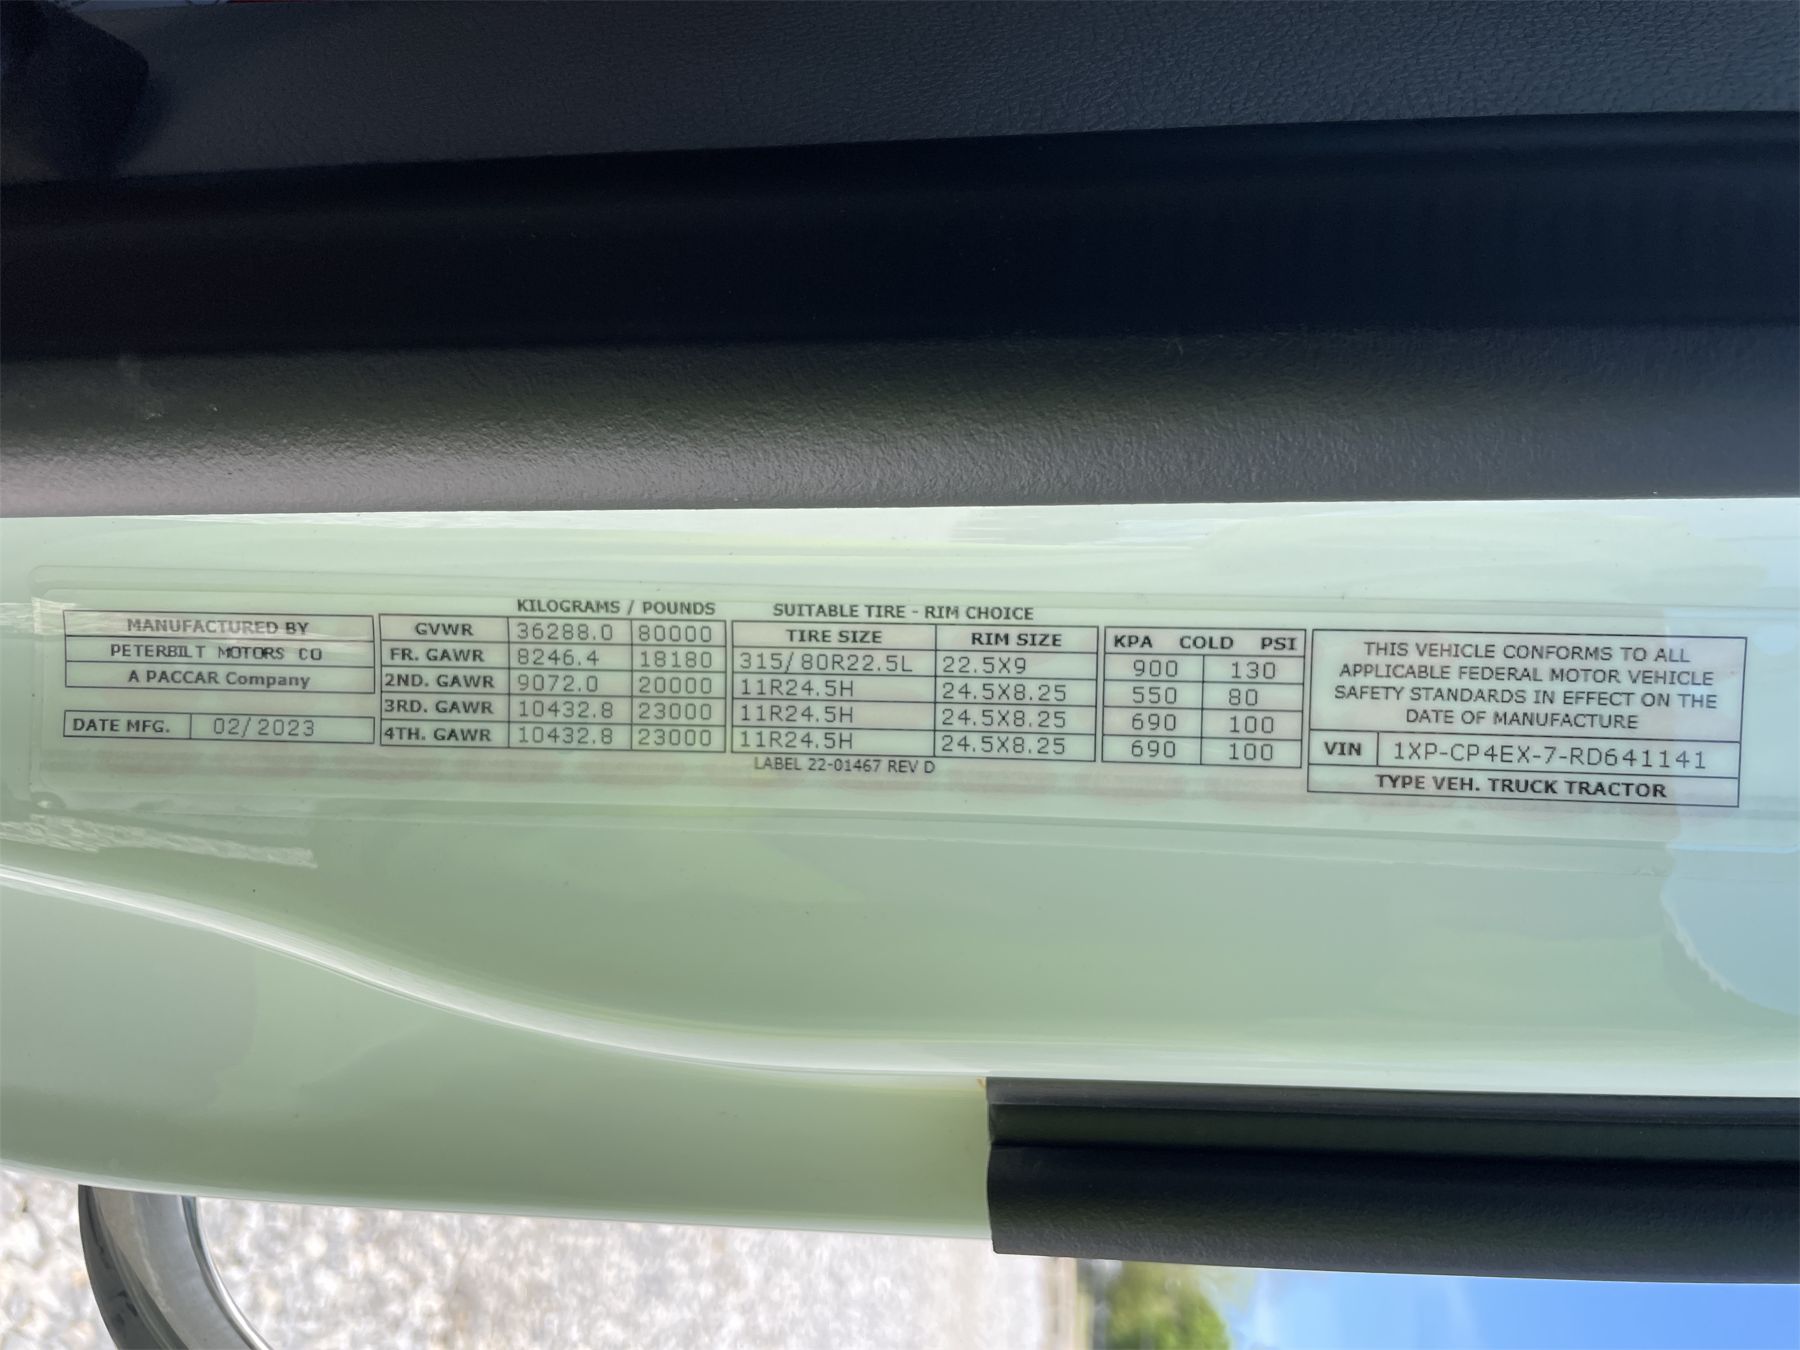 MANUFACTURED BY
PETERBILT MOTORS CO
A PACCAR Company
DATE MFG. 02/2023
KILOGRAMS / POUNDS
GVWR 36288.0 80000
FR. GAWR 8246.4 18180
2ND. GAWR 9072.0 20000
3RD. GAWR 10432.8 23000
4TH. GAWR 10432.8 23000
SUITABLE TIRE - RIM CHOICE
TIRE SIZE RIM SIZE
315/80R22.5L 22.5X9
11R24.5H 24.5X8.25
11R24.5H 24.5X8.25
11R24.5H 24.5X8.25
LABEL 22-01467 REV D
KPA COLD PSI
900 130
550 80
690 100
690 100
THIS VEHICLE CONFORMS TO ALL
APPLICABLE FEDERAL MOTOR VEHICLE
SAFETY STANDARDS IN EFFECT ON THE
DATE OF MANUFACTURE
VIN 1XP-CP4EX-7-RD641141
TYPE VEH. TRUCK TRACTOR